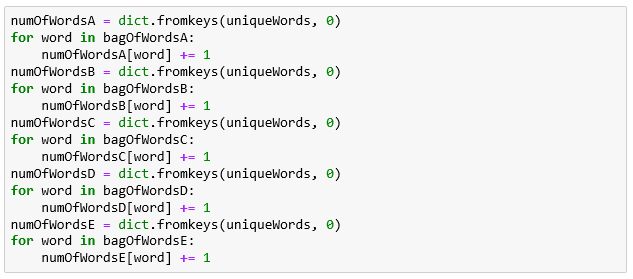 numOfWordsA = dict.fromkeys(uniqueWords, 0)
for word in bagOfWordsA:
    numOfWordsA[word] += 1
numOfWordsB = dict.fromkeys(uniqueWords, 0)
for word in bagOfWordsB:
    numOfWordsB[word] += 1
numOfWordsC = dict.fromkeys(uniqueWords, 0)
for word in bagOfWordsC:
    numOfWordsC[word] += 1
numOfWordsD = dict.fromkeys(uniqueWords, 0)
for word in bagOfWordsD:
    numOfWordsD[word] += 1
numOfWordsE = dict.fromkeys(uniqueWords, 0)
for word in bagOfWordsE:
    numOfWordsE[word] += 1